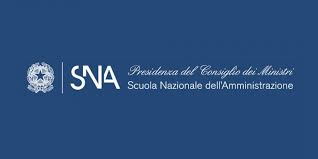 SNA
Presidenza del Consiglio dei Ministri
Scuola Nazionale dell'Amministrazione